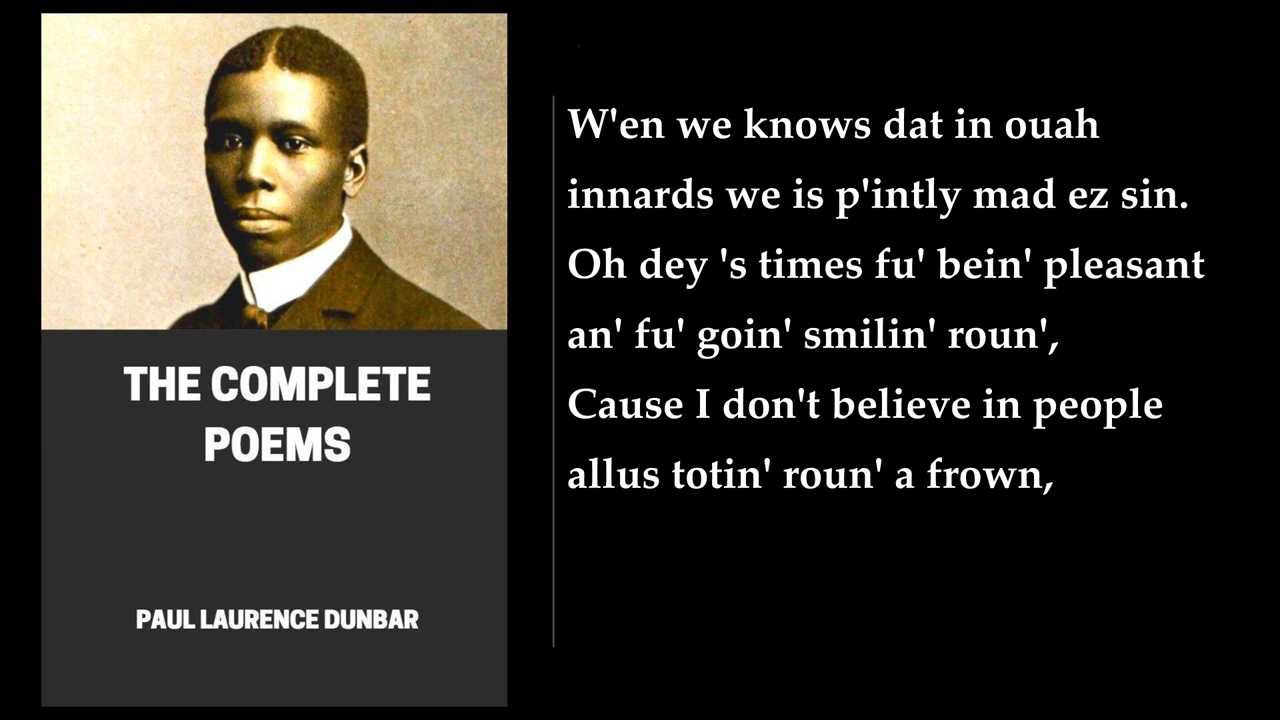 THE COMPLETE
POEMS
PAUL LAURENCE DUNBAR
W'en we knows dat in ouah
innards we is p'intly mad ez sin.
Oh dey 's times fu' bein' pleasant
an' fu' goin' smilin' roun',
Cause I don't believe in people
allus totin' roun' a frown,